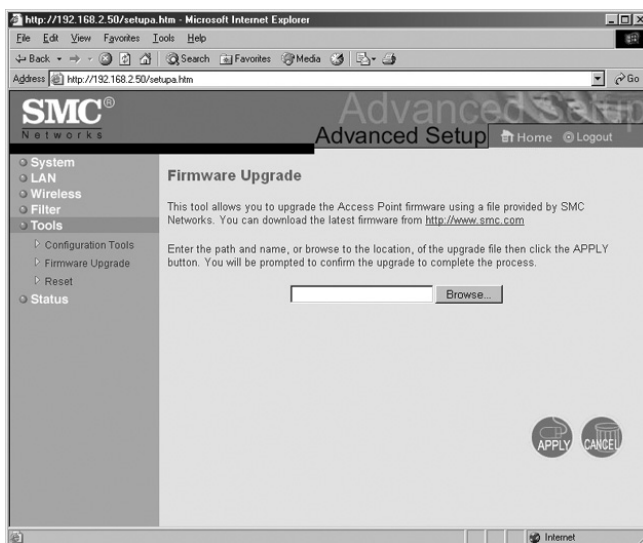 http://192.168.2.50/setupa.htm - Microsoft Internet Explorer
File Edit View Favorites Tools Help
Back Search Favorites Media
Address http://192.168.2.50/setupa.htm Go
SMC®
Networks
Advanced Setup
Advanced Setup Home Logout
System
LAN
Wireless
Filter
Tools
Configuration Tools
Firmware Upgrade
Reset
Status
Firmware Upgrade
This tool allows you to upgrade the Access Point firmware using a file provided by SMC
Networks. You can download the latest firmware from http://www.smc.com
Enter the path and name, or browse to the location, of the upgrade file then click the APPLY
button. You will be prompted to confirm the upgrade to complete the process.
Browse...
APPLY CANCEL
Internet